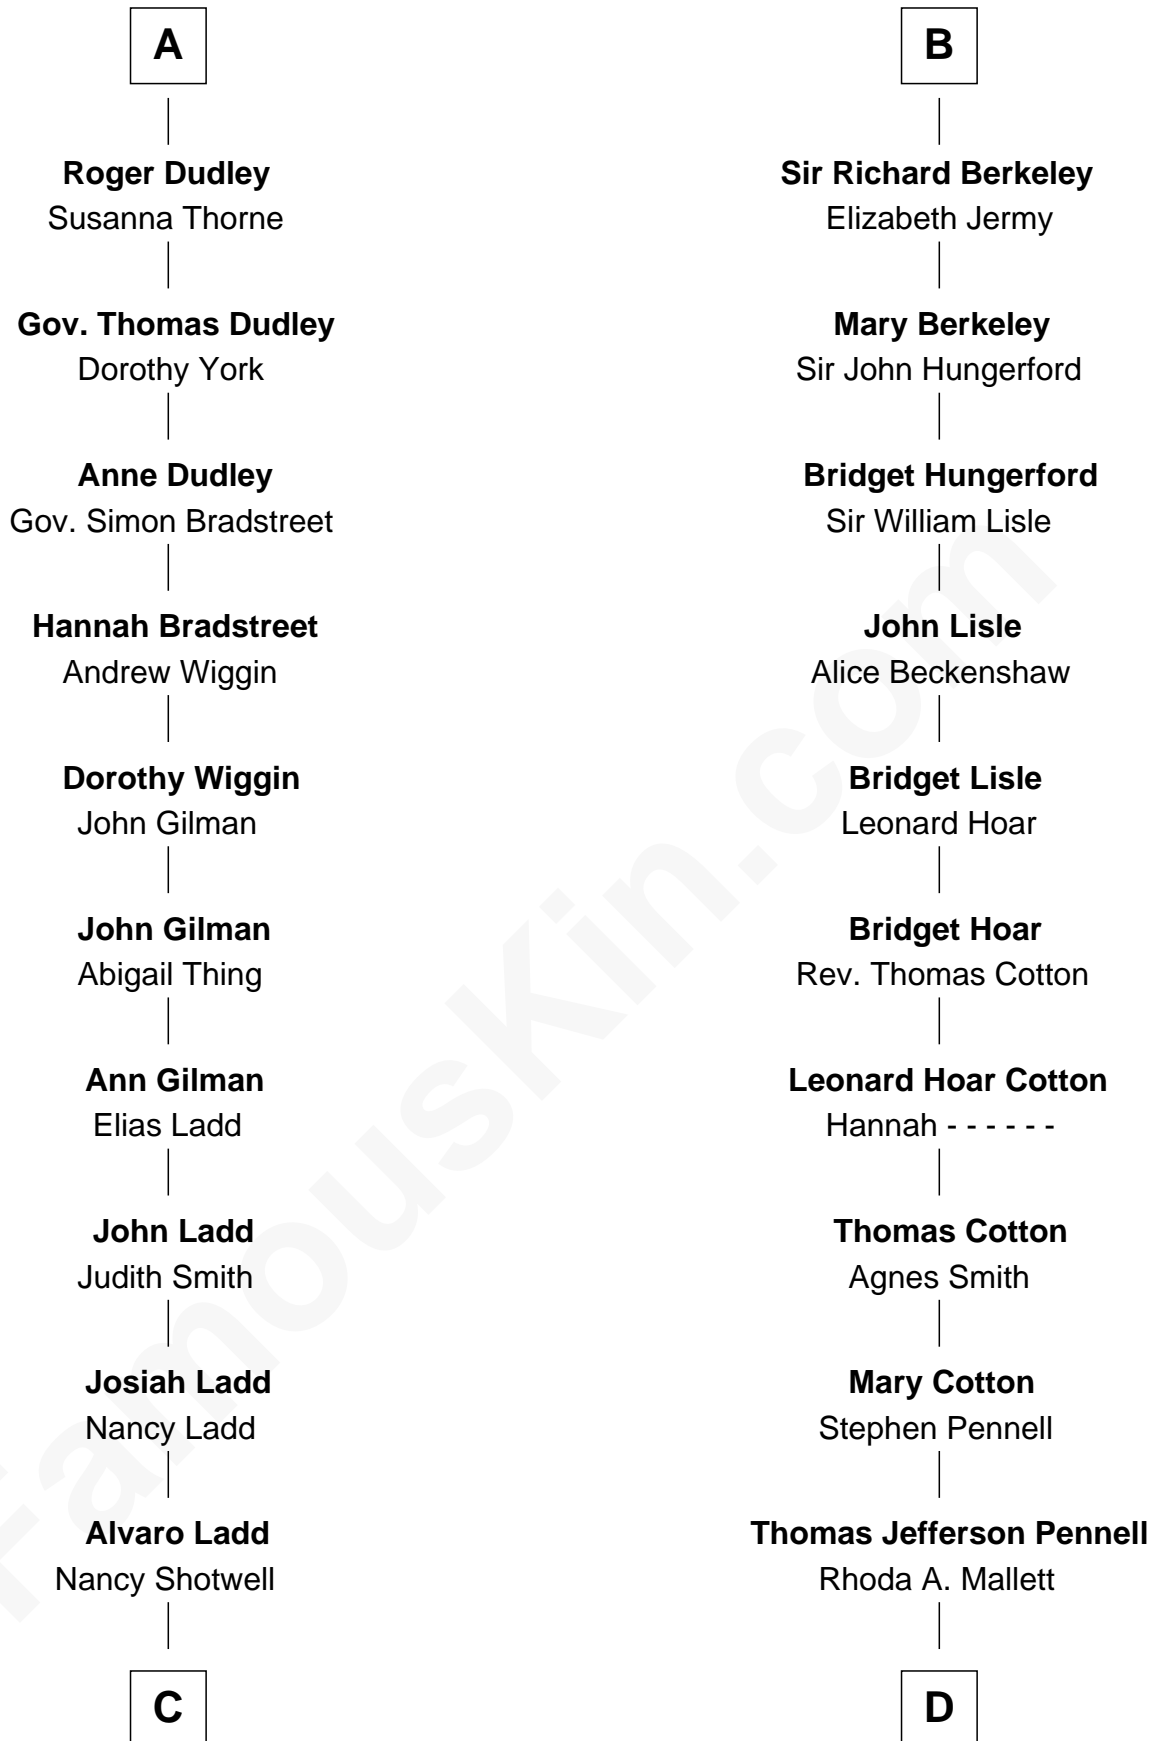 A
Roger Dudley
Susanna Thorne
Gov. Thomas Dudley
Dorothy York
Anne Dudley
Gov. Simon Bradstreet
Hannah Bradstreet
Andrew Wiggin
Dorothy Wiggin
John Gilman
John Gilman
Abigail Thing
Ann Gilman
Elias Ladd
John Ladd
Judith Smith
Josiah Ladd
Nancy Ladd
Alvaro Ladd
Nancy Shotwell
C
B
Sir Richard Berkeley
Elizabeth Jermy
Mary Berkeley
Sir John Hungerford
Bridget Hungerford
Sir William Lisle
John Lisle
Alice Beckenshaw
Bridget Lisle
Leonard Hoar
Bridget Hoar
Rev. Thomas Cotton
Leonard Hoar Cotton
Hannah - - - - - -
Thomas Cotton
Agnes Smith
Mary Cotton
Stephen Pennell
Thomas Jefferson Pennell
Rhoda A. Mallett
D
FamousKin.com